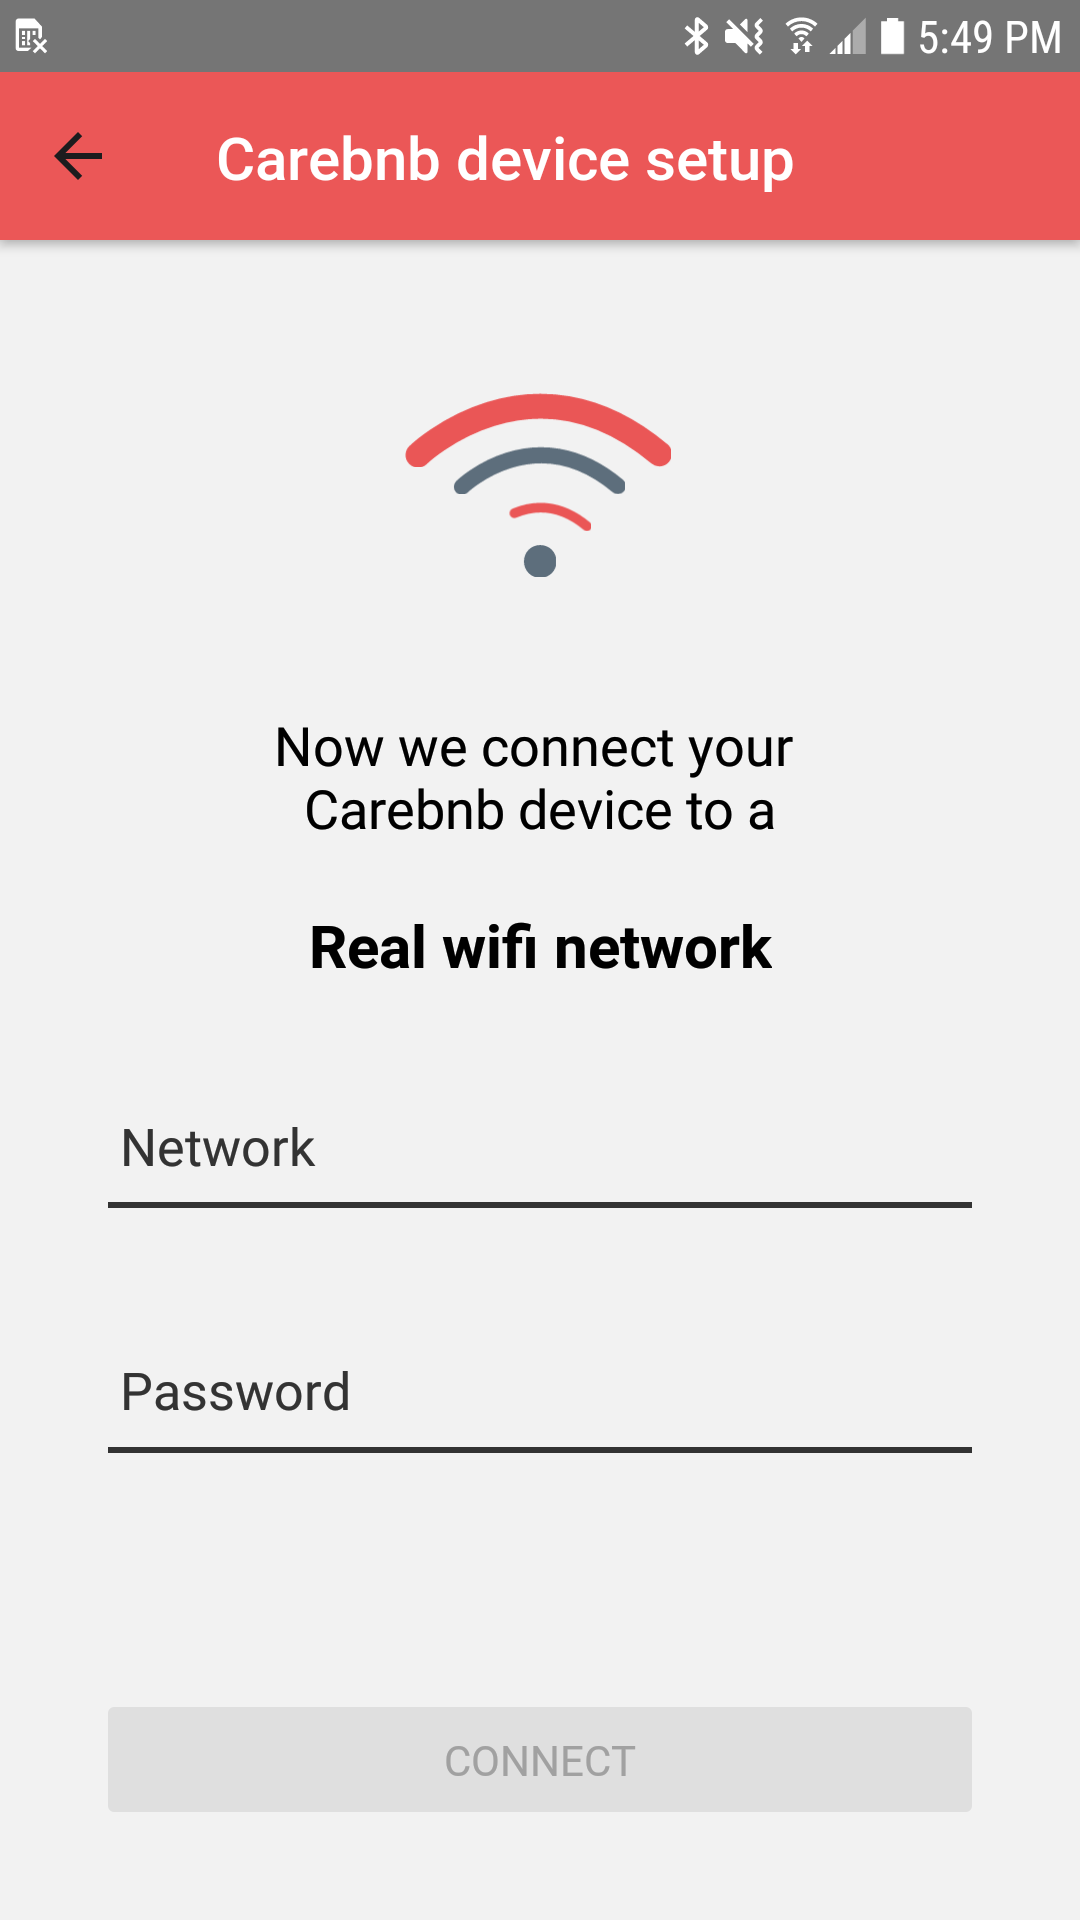 5:49 PM
Carebnb device setup
Now we connect your
Carebnb device to a
Real wifi network
Network
Password
CONNECT